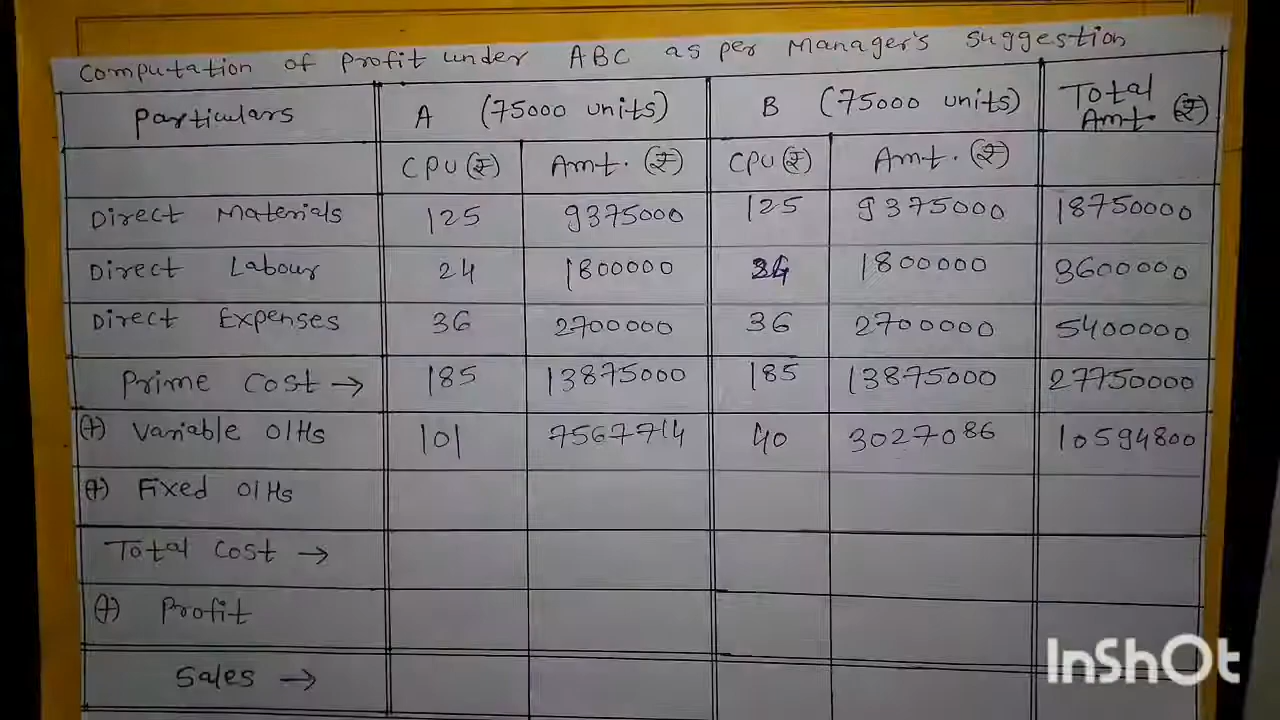 Computation of Profit under ABC as per Manager's suggestion
Particulars A (75000 units) B (75000 units) Total Amt. (₹)
CPU (₹) Amt. (₹) CPU (₹) Amt. (₹)
Direct Materials 125 9375000 125 9375000 18750000
Direct Labour 24 1800000 1800000 3600000
Direct Expenses 36 2700000 36 2700000 5400000
Prime Cost → 185 13875000 185 13875000 27750000
(+) Variable O/Hs 101 7567714 40 3027086 10594800
(+) Fixed O/Hs
Total Cost →
(+) Profit
Sales →
InShOt